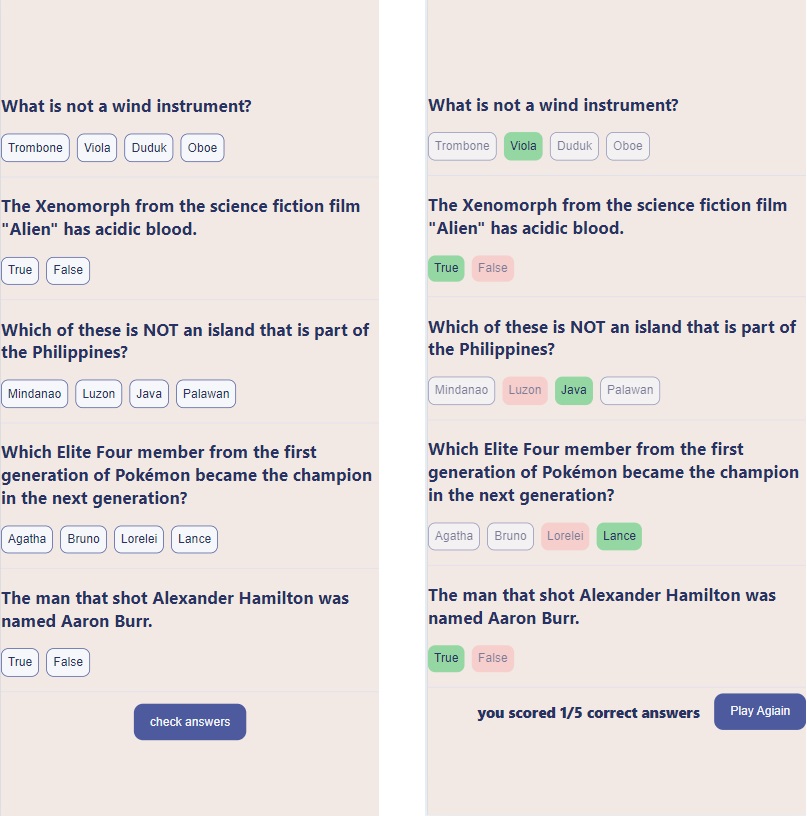 What is not a wind instrument?
Trombone Viola Duduk Oboe
The Xenomorph from the science fiction film
"Alien" has acidic blood.
True False
Which of these is NOT an island that is part of
the Philippines?
Mindanao Luzon Java Palawan
Which Elite Four member from the first
generation of Pokémon became the champion
in the next generation?
Agatha Bruno Lorelei Lance
The man that shot Alexander Hamilton was
named Aaron Burr.
True False
check answers
What is not a wind instrument?
Trombone Viola Duduk Oboe
The Xenomorph from the science fiction film
"Alien" has acidic blood.
True False
Which of these is NOT an island that is part of
the Philippines?
Mindanao Luzon Java Palawan
Which Elite Four member from the first
generation of Pokémon became the champion
in the next generation?
Agatha Bruno Lorelei Lance
The man that shot Alexander Hamilton was
named Aaron Burr.
True False
you scored 1/5 correct answers Play Agiain